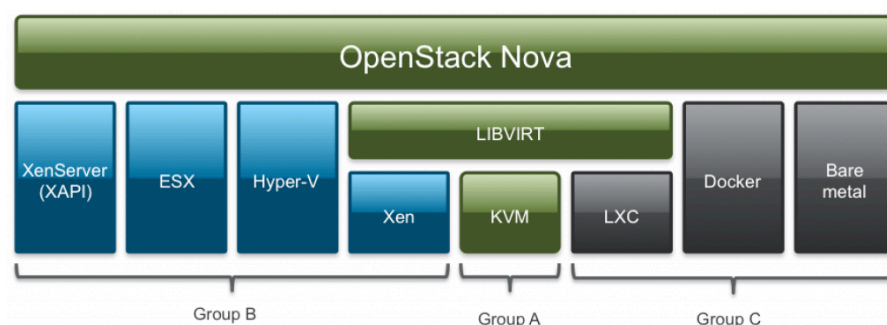 OpenStack Nova
LIBVIRT
XenServer
(XAPI)
ESX
Hyper-V
Xen
KVM
LXC
Docker
Bare
metal
Group B
Group A
Group C